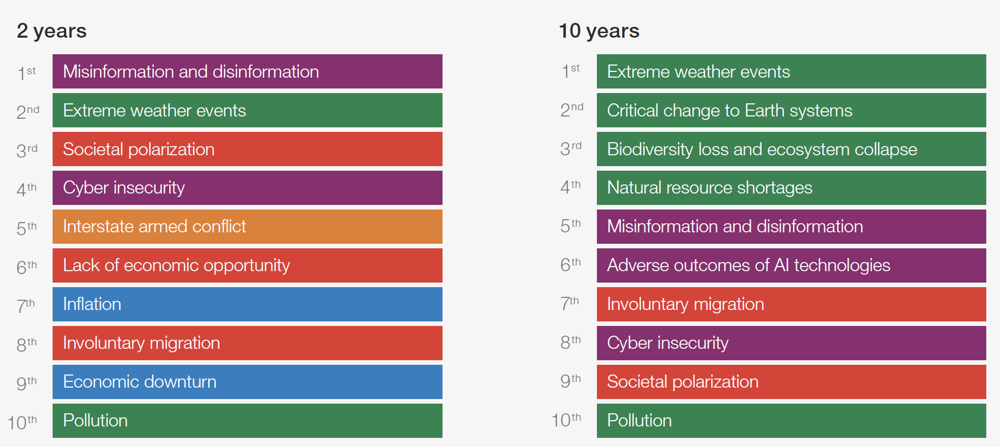 2 years
1st Misinformation and disinformation
2nd Extreme weather events
3rd Societal polarization
4th Cyber insecurity
5th Interstate armed conflict
6th Lack of economic opportunity
7th Inflation
8th Involuntary migration
9th Economic downturn
10th Pollution
10 years
1st Extreme weather events
2nd Critical change to Earth systems
3rd Biodiversity loss and ecosystem collapse
4th Natural resource shortages
5th Misinformation and disinformation
6th Adverse outcomes of AI technologies
7th Involuntary migration
8th Cyber insecurity
9th Societal polarization
10th Pollution